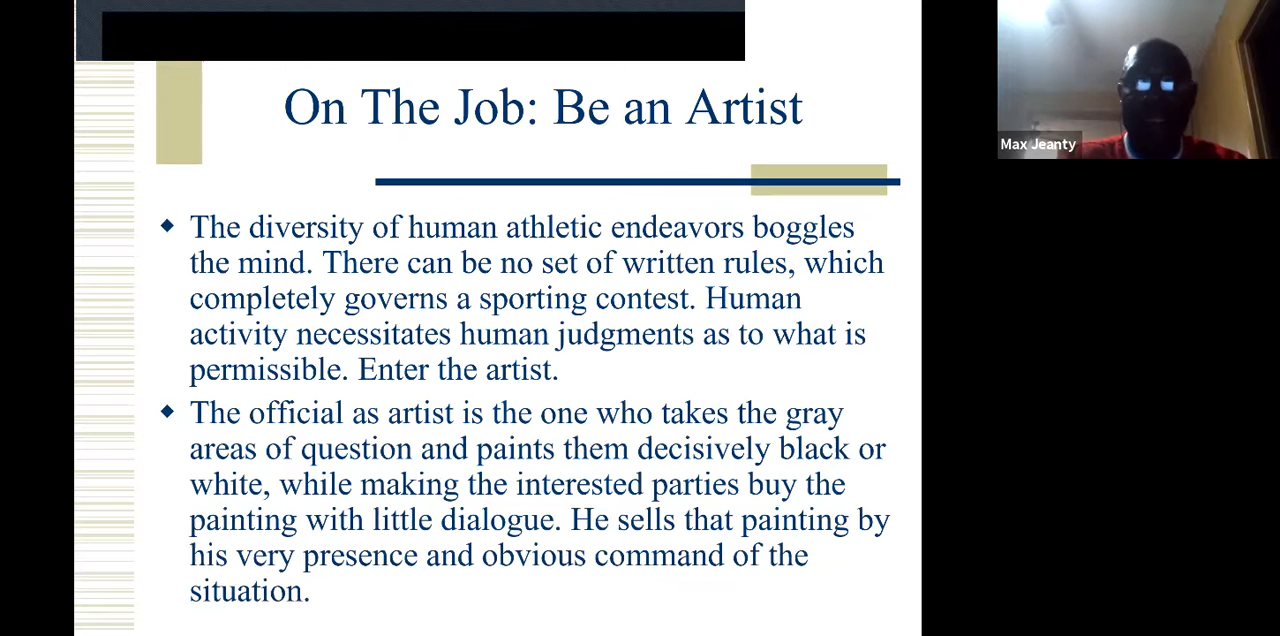 On The Job: Be an Artist
The diversity of human athletic endeavors boggles
the mind. There can be no set of written rules, which
completely governs a sporting contest. Human
activity necessitates human judgments as to what is
permissible. Enter the artist.
The official as artist is the one who takes the gray
areas of question and paints them decisively black or
white, while making the interested parties buy the
painting with little dialogue. He sells that painting by
his very presence and obvious command of the
situation.
Max Jeanty